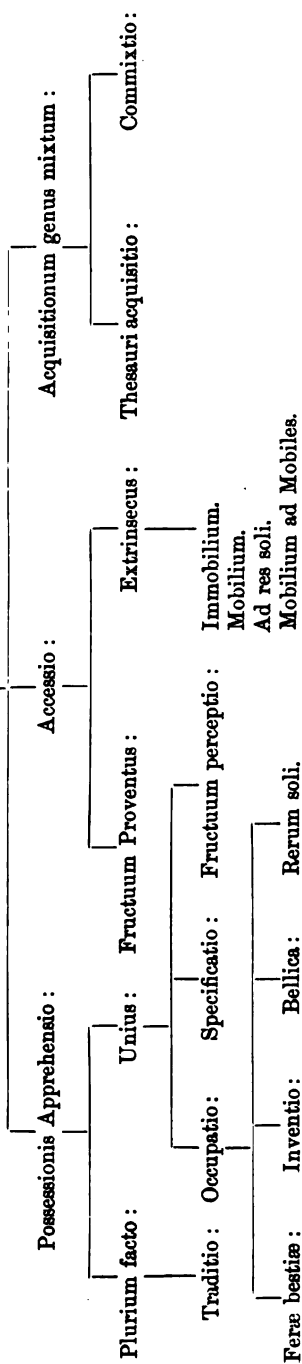 Possessionis Apprehensio: Accessio: Acquisitionum genus mixtum:
Plurium facto: Unius: Fructuum Proventus: Extrinsecus: Thesauri acquisitio: Commixtio:
Traditio: Occupatio: Specificatio: Fructuum perceptio: Immobilium.
Mobilium.
Ad res soli.
Mobilium ad Mobiles.
Feræ bestiæ: Inventio: Bellica: Rerum soli.